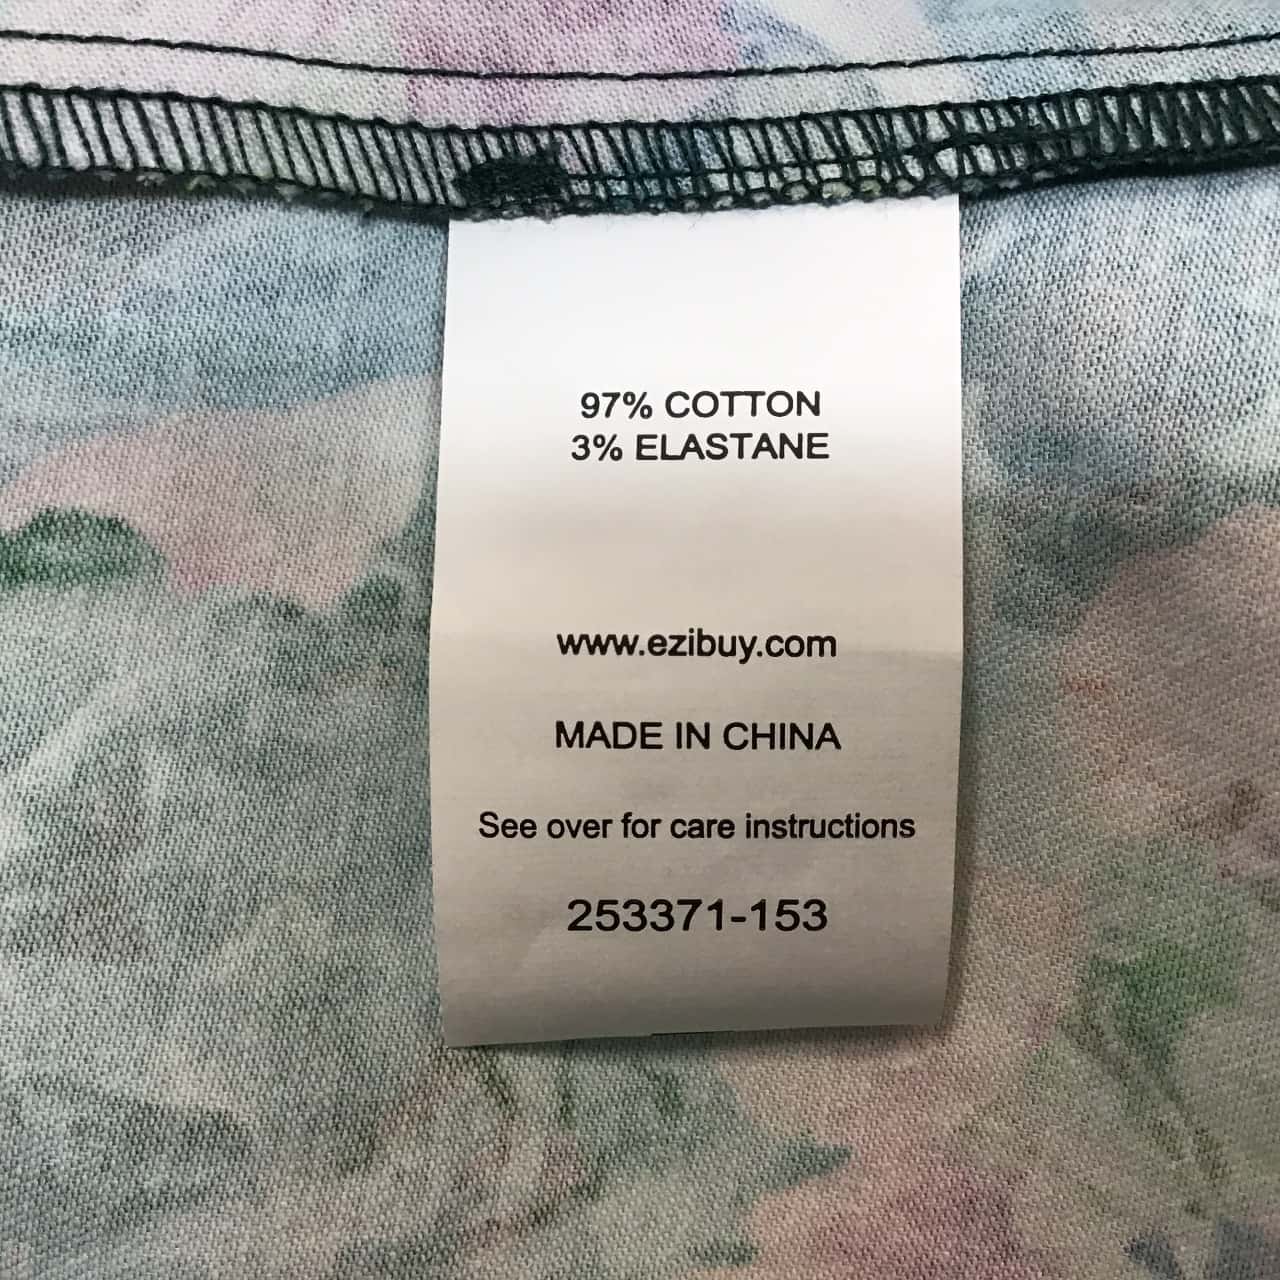 97% COTTON
3% ELASTANE
www.ezibuy.com
MADE IN CHINA
See over for care instructions
253371-153